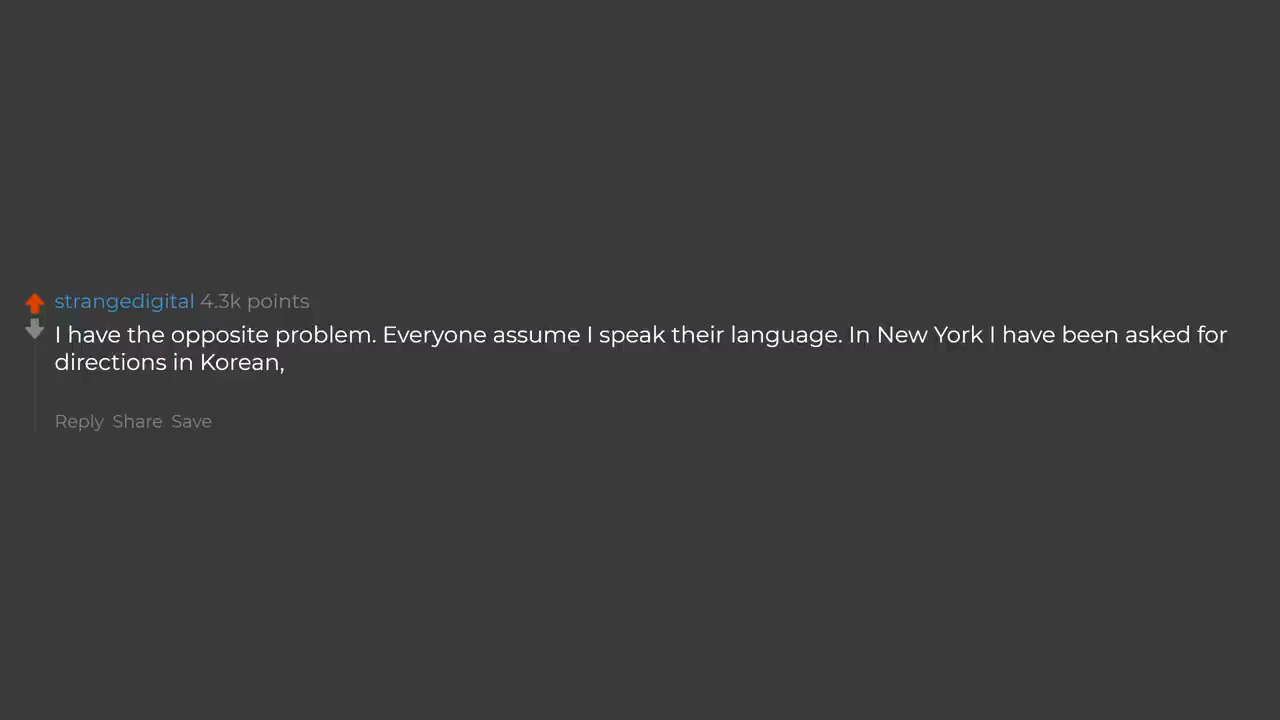 strangedigital 4.3k points
I have the opposite problem. Everyone assume I speak their language. In New York I have been asked for
directions in Korean,
Reply Share Save